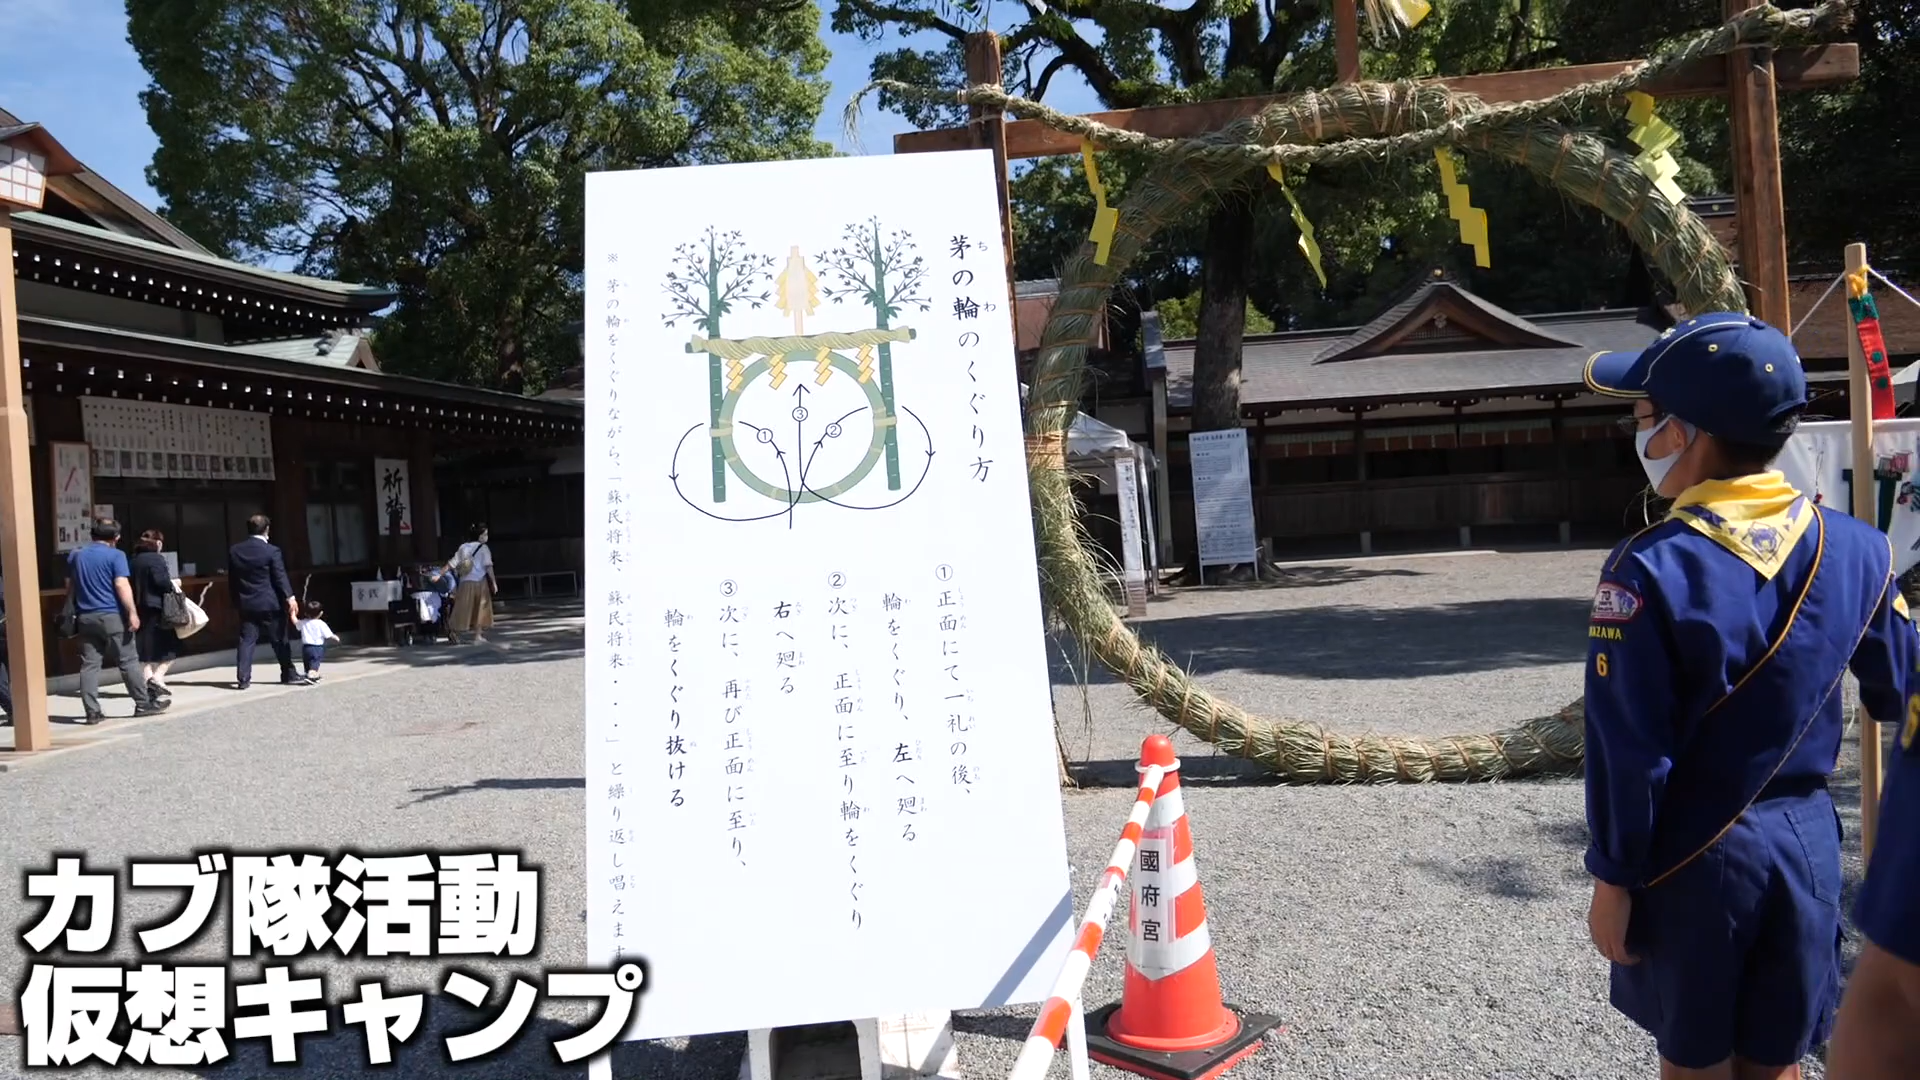 茅の輪のくぐり方
①正面にて一礼の後、
輪をくぐり、左へ廻る
②次に、正面に至り輪をくぐり
右へ廻る
③次に、再び正面に至り、
輪をくぐり抜ける
※ 茅の輪をくぐりながら、「蘇民将来、蘇民将来・・・」と繰り返し唱えます
①
②
③
祈祷
國府宮
6
カブ隊活動
仮想キャンプ